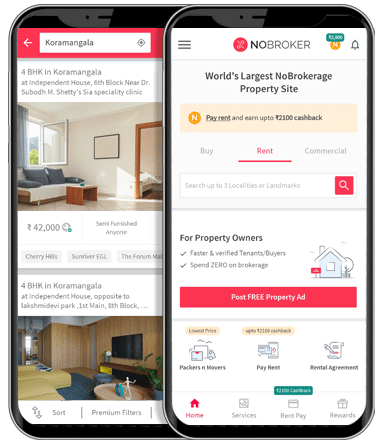 Koramangala
4 BHK in Koramangala
at Independent House, 6th Block Near Dr.
Subodh M. Shetty's Sia speciality clinic
₹ 42,000
Semi Furnished
Anyone
Cherry Hills
Sunriver EGL
The Forum Mall
4 BHK in Koramangala
at Independent House, opposite to
lakshmidevi park ,1st Main, 8th Block, ...
Sort
Premium Filters
NOBROKER
₹2,000
N
World's Largest NoBrokerage
Property Site
N
Pay rent and earn upto ₹2100 cashback
Buy
Rent
Commercial
Search up to 3 Localities or Landmarks
For Property Owners
Faster & verified Tenants/Buyers
Spend ZERO on brokerage
Post FREE Property Ad
Lowest Price
upto ₹2100 cashback
Packers n Movers
Pay Rent
Rental Agreement
₹2100 Cashback
Home
Services
Rent Pay
Rewards